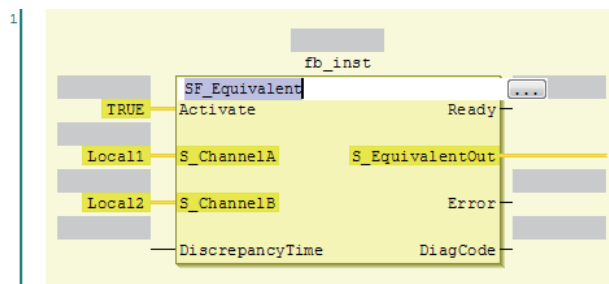 1
fb_inst
SF_Equivalent ...
TRUE Activate Ready
Local1 S_ChannelA S_EquivalentOut
Local2 S_ChannelB Error
DiscrepancyTime DiagCode